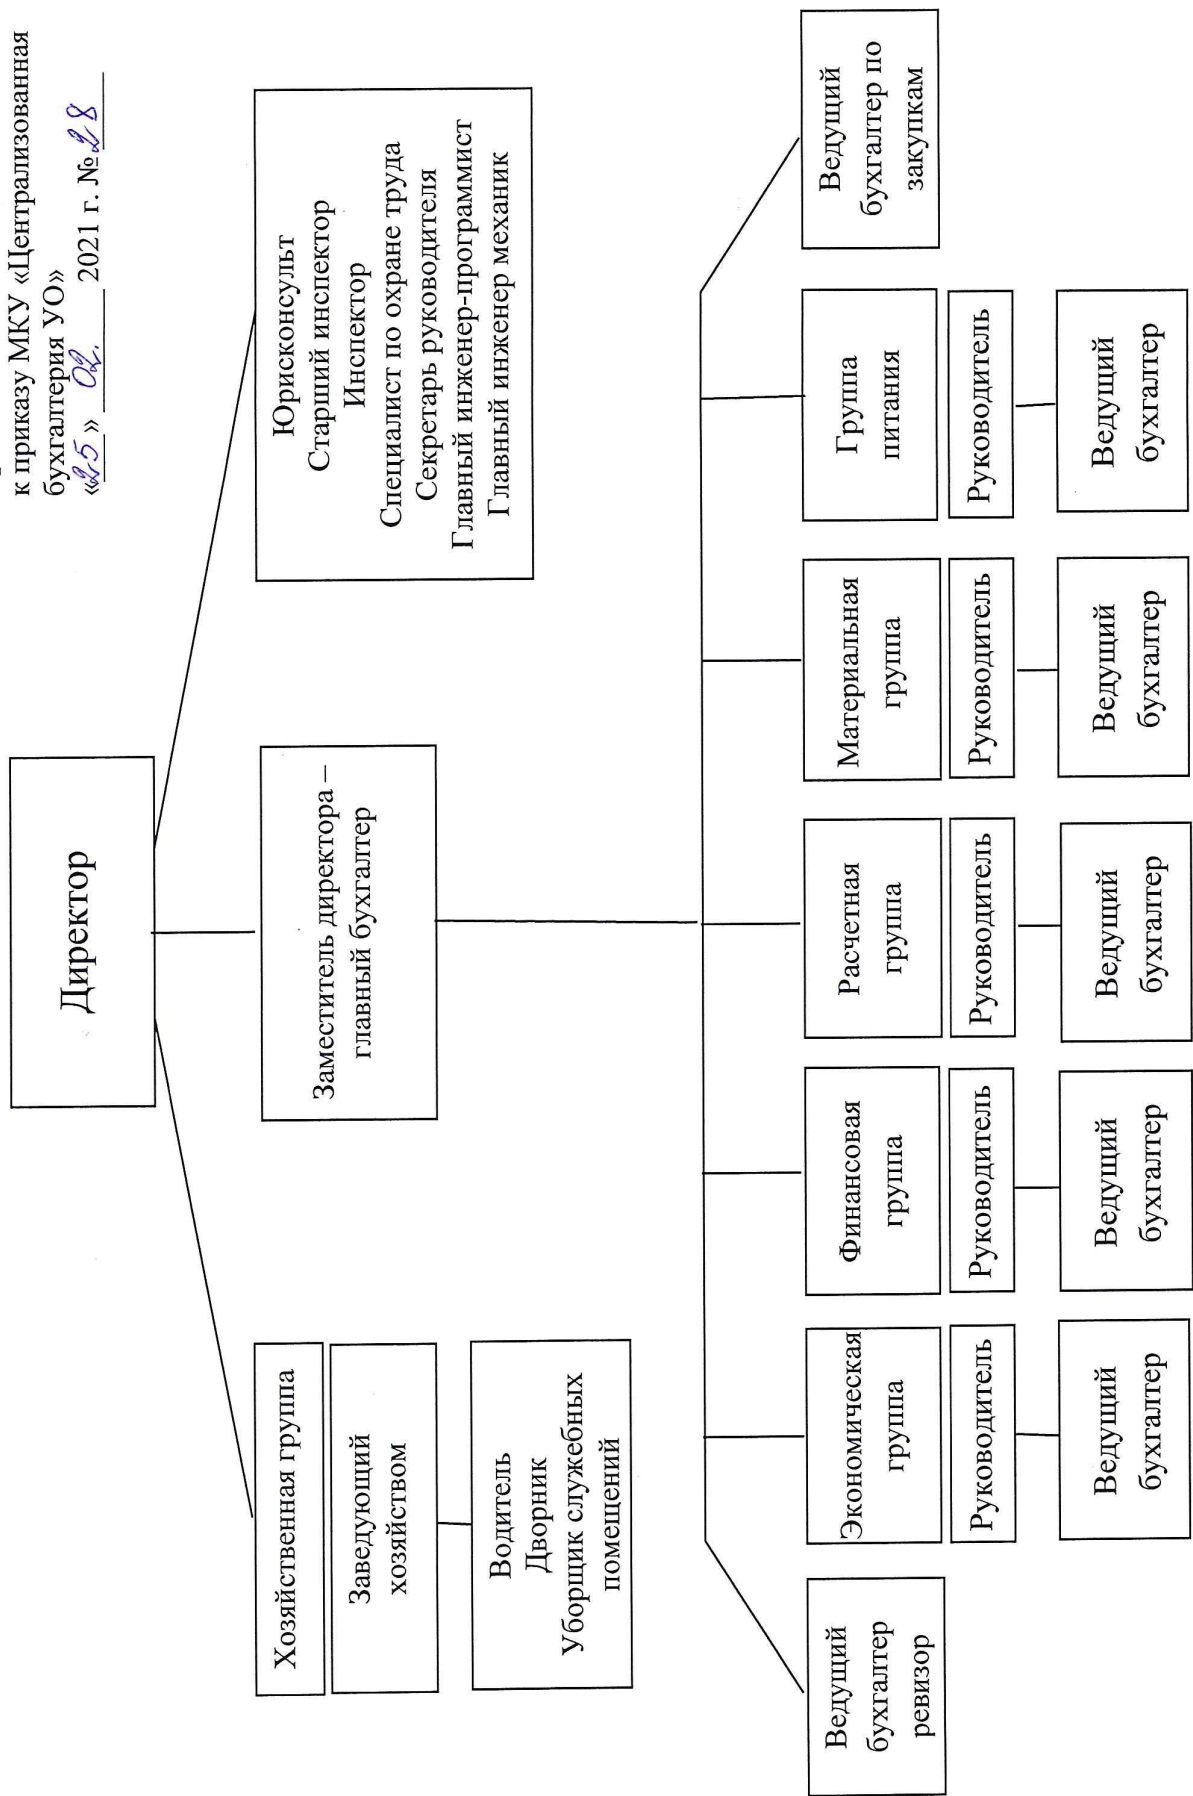 к приказу МКУ «Централизованная
бухгалтерия УО»
«25» 02. 2021 г. № 28
Директор
Хозяйственная группа
Заведующий
хозяйством
Водитель
Дворник
Уборщик служебных
помещений
Заместитель директора –
главный бухгалтер
Юрисконсульт
Старший инспектор
Инспектор
Специалист по охране труда
Секретарь руководителя
Главный инженер-программист
Главный инженер механик
Ведущий
бухгалтер
ревизор
Экономическая
группа
Руководитель
Ведущий
бухгалтер
Финансовая
группа
Руководитель
Ведущий
бухгалтер
Расчетная
группа
Руководитель
Ведущий
бухгалтер
Материальная
группа
Руководитель
Ведущий
бухгалтер
Группа
питания
Руководитель
Ведущий
бухгалтер
Ведущий
бухгалтер по
закупкам